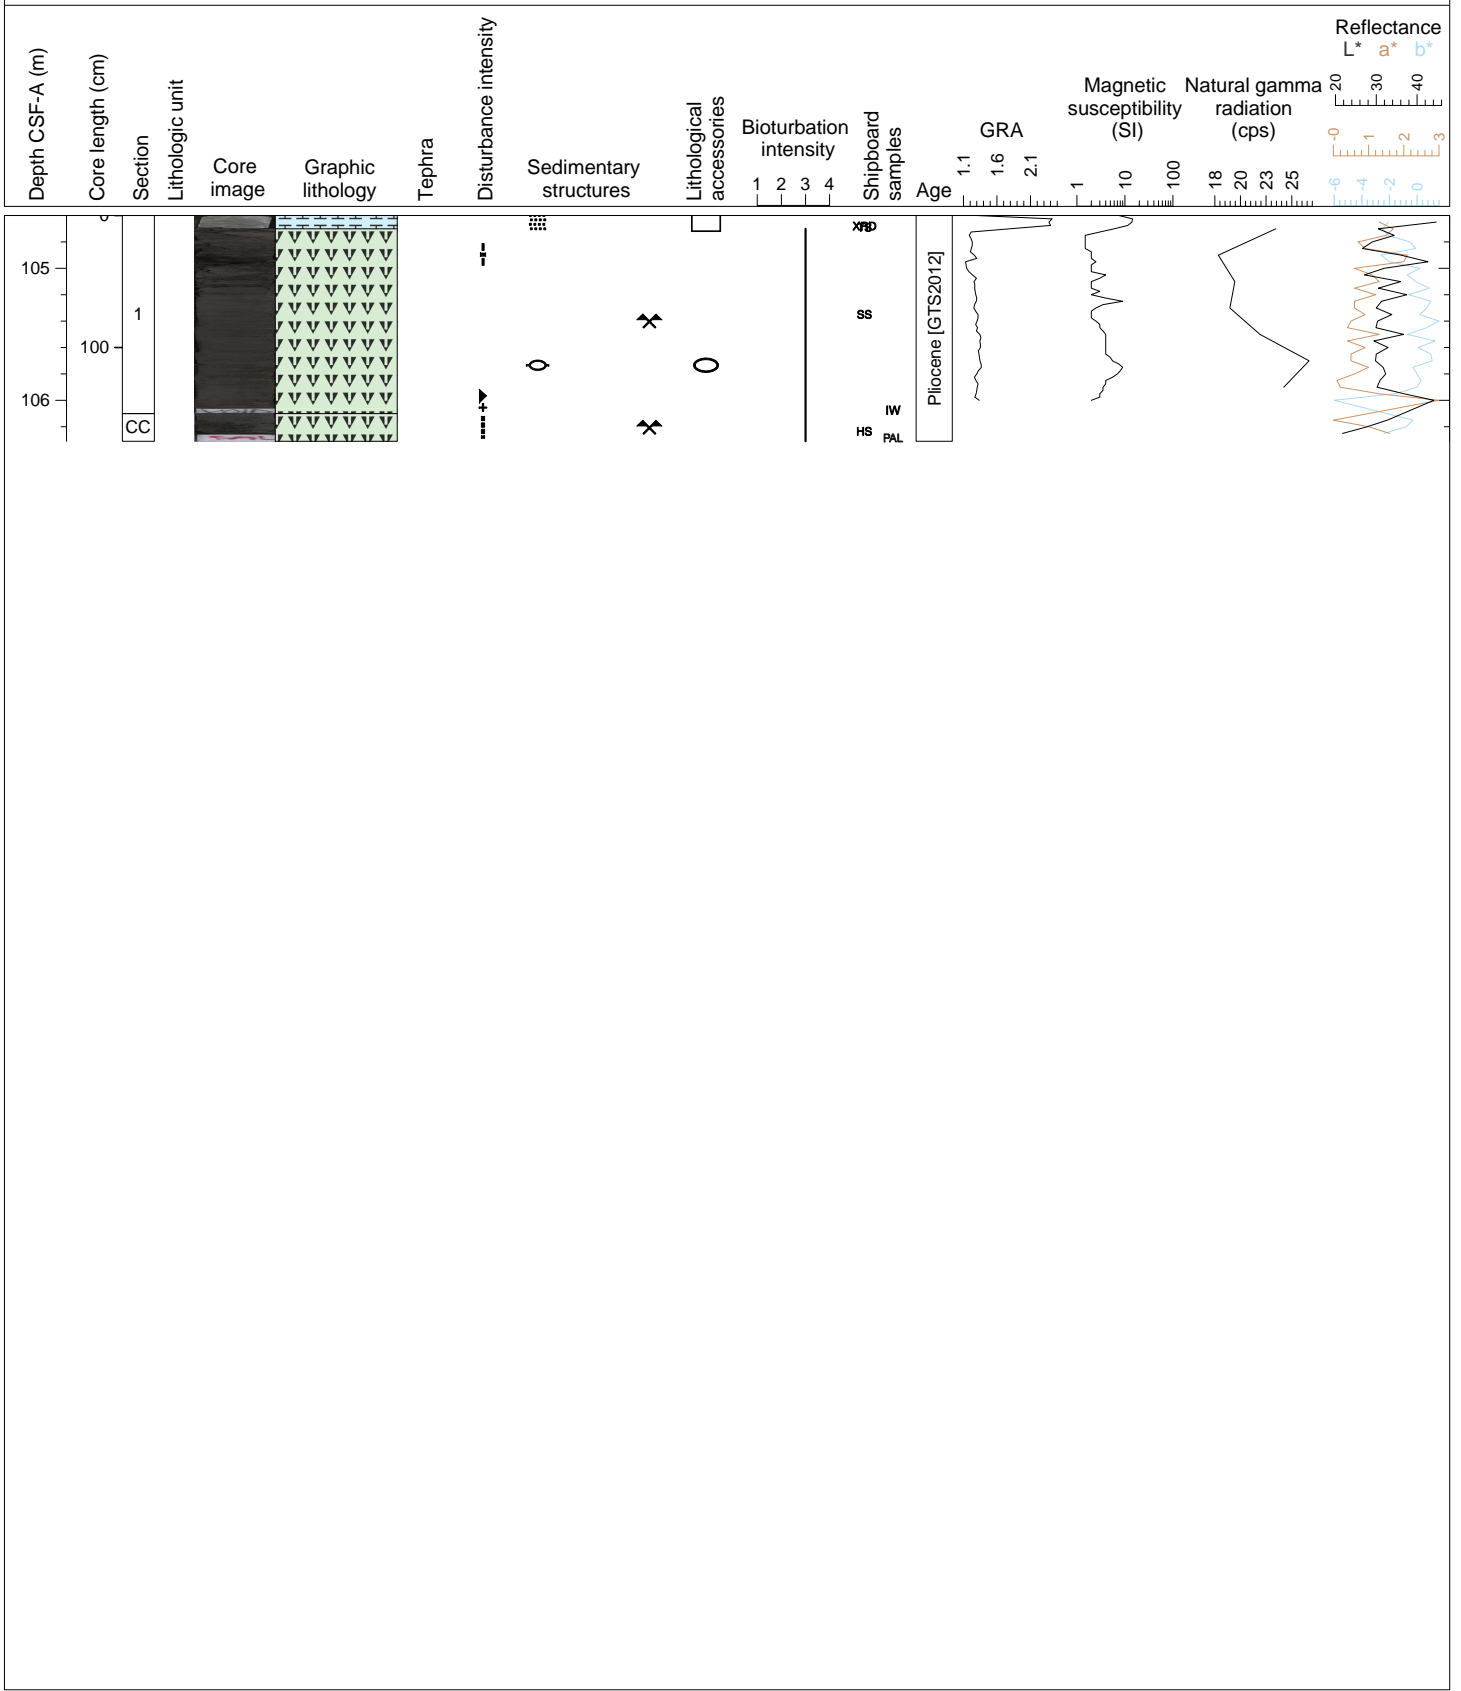 Depth CSF-A (m)
Core length (cm)
Section
Lithologic unit
Core
image
Graphic
lithology
Tephra
Disturbance intensity
Sedimentary
structures
Lithological
accessories
Bioturbation
intensity
1 2 3 4
Shipboard
samples
Age
GRA
1.1 1.6 2.1
Magnetic
susceptibility
(SI)
1 10 100
Natural gamma
radiation
(cps)
18 20 23 25
Reflectance
L* a* b*
20 30 40
-0 1 2 3
-6 -4 -2 0
0
105
1
100
106
CC
XRD
SS
IW
HS
PAL
Pliocene [GTS2012]